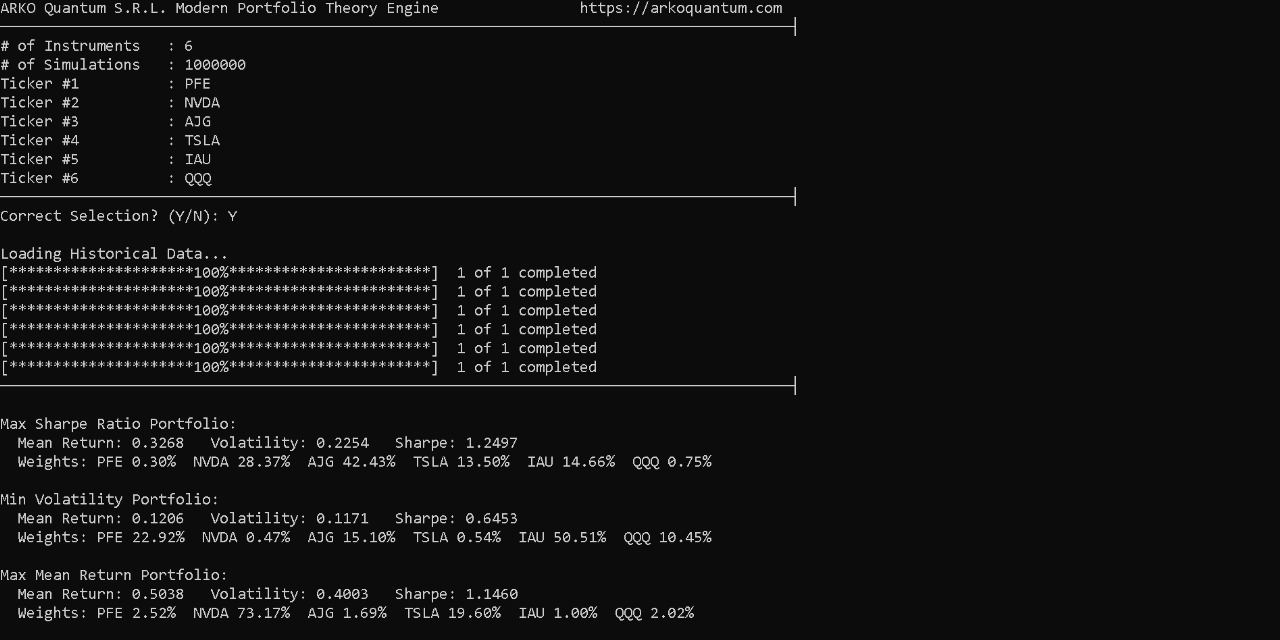 ARKO Quantum S.R.L. Modern Portfolio Theory Engine https://arkoquantum.com
# of Instruments : 6
# of Simulations : 1000000
Ticker #1 : PFE
Ticker #2 : NVDA
Ticker #3 : AJG
Ticker #4 : TSLA
Ticker #5 : IAU
Ticker #6 : QQQ
Correct Selection? (Y/N): Y
Loading Historical Data...
[*********************100%***********************] 1 of 1 completed
[*********************100%***********************] 1 of 1 completed
[*********************100%***********************] 1 of 1 completed
[*********************100%***********************] 1 of 1 completed
[*********************100%***********************] 1 of 1 completed
[*********************100%***********************] 1 of 1 completed
Max Sharpe Ratio Portfolio:
Mean Return: 0.3268 Volatility: 0.2254 Sharpe: 1.2497
Weights: PFE 0.30% NVDA 28.37% AJG 42.43% TSLA 13.50% IAU 14.66% QQQ 0.75%
Min Volatility Portfolio:
Mean Return: 0.1206 Volatility: 0.1171 Sharpe: 0.6453
Weights: PFE 22.92% NVDA 0.47% AJG 15.10% TSLA 0.54% IAU 50.51% QQQ 10.45%
Max Mean Return Portfolio:
Mean Return: 0.5038 Volatility: 0.4003 Sharpe: 1.1460
Weights: PFE 2.52% NVDA 73.17% AJG 1.69% TSLA 19.60% IAU 1.00% QQQ 2.02%